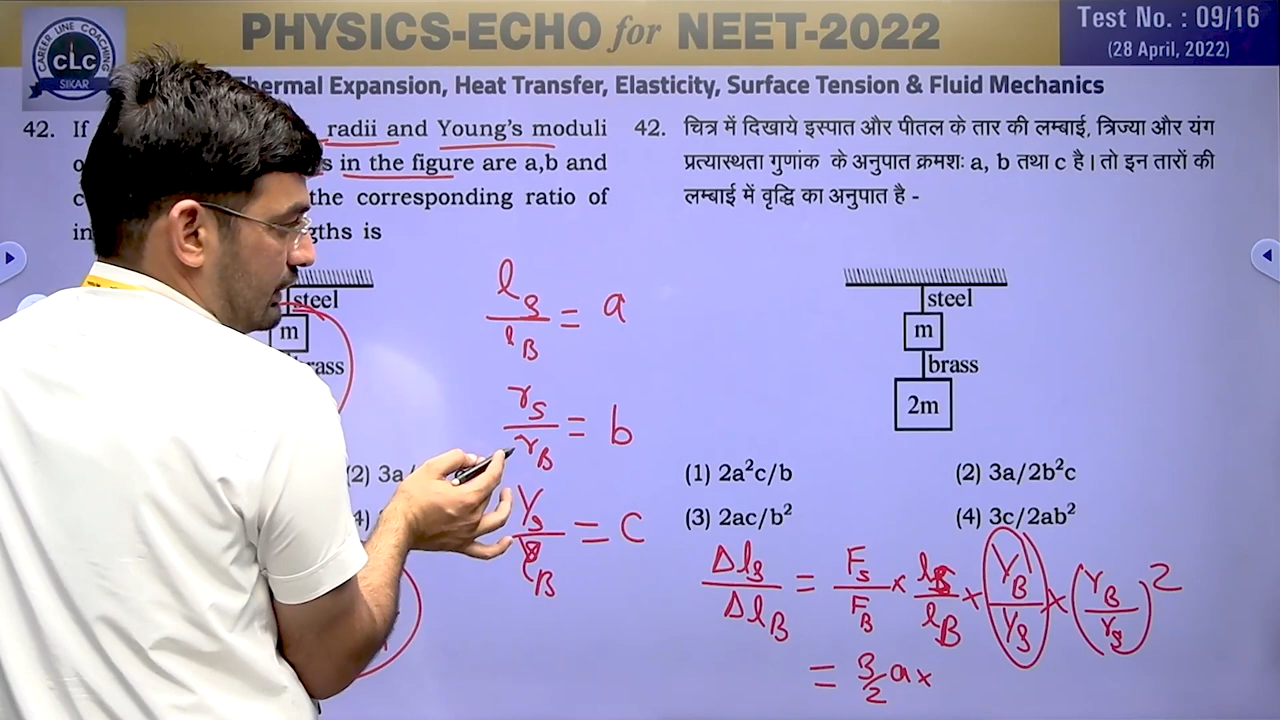 PHYSICS-ECHO for NEET-2022
Test No. : 09/16
(28 April, 2022)
CAREER LINE COACHING
CLC
SIKAR
Thermal Expansion, Heat Transfer, Elasticity, Surface Tension & Fluid Mechanics
42. If radii and Young's moduli
in the figure are a,b and
the corresponding ratio of
is
steel
m
brass
(2) 3a/
l_S/l_B = a
r_S/r_B = b
Y_S/Y_B = c
42. चित्र में दिखाये इस्पात और पीतल के तार की लम्बाई, त्रिज्या और यंग
प्रत्यास्थता गुणांक के अनुपात क्रमशः a, b तथा c है। तो इन तारों की
लम्बाई में वृद्धि का अनुपात है -
steel
m
brass
2m
(1) 2a²c/b
(2) 3a/2b²c
(3) 2ac/b²
(4) 3c/2ab²
Δl_S/Δl_B = F_S/F_B × l_S/l_B × Y_B/Y_S × (r_B/r_S)²
= 3/2 a ×